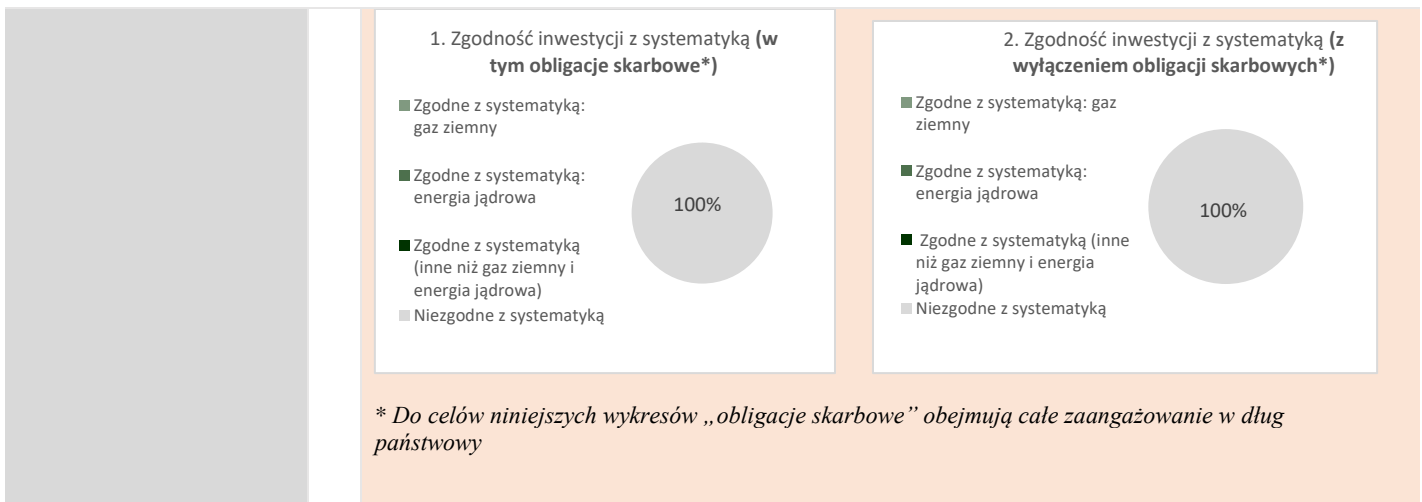 1. Zgodność inwestycji z systematyką (w
tym obligacje skarbowe*)
Zgodne z systematyką:
gaz ziemny
Zgodne z systematyką:
energia jądrowa
Zgodne z systematyką
(inne niż gaz ziemny i
energia jądrowa)
Niezgodne z systematyką
100%
2. Zgodność inwestycji z systematyką (z
wyłączeniem obligacji skarbowych*)
Zgodne z systematyką: gaz
ziemny
Zgodne z systematyką:
energia jądrowa
Zgodne z systematyką (inne
niż gaz ziemny i energia
jądrowa)
Niezgodne z systematyką
100%
* Do celów niniejszych wykresów „obligacje skarbowe” obejmują całe zaangażowanie w dług
państwowy